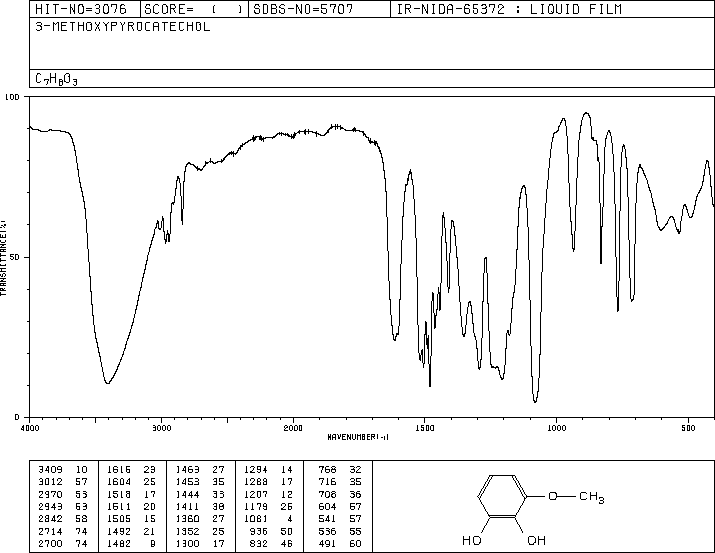 HIT-NO=3076 SCORE= ( ) SDBS-NO=5707 IR-NIDA-65372 : LIQUID FILM
3-METHOXYPYROCATECHOL
C7H8O3
100
50
0
TRANSMITTANCE(%)
4000 3000 2000 1500 1000 500
WAVENUMBER(-1)
3409 10 1616 23 1463 27 1294 14 768 32
3012 57 1604 25 1453 35 1288 17 716 35
2970 53 1518 17 1444 33 1207 12 708 36
2943 53 1511 20 1411 38 1179 25 604 57
2842 58 1505 15 1360 27 1081 4 541 57
2714 74 1492 21 1352 25 936 50 536 55
2700 74 1482 9 1300 17 832 46 491 60
O CH3
HO OH